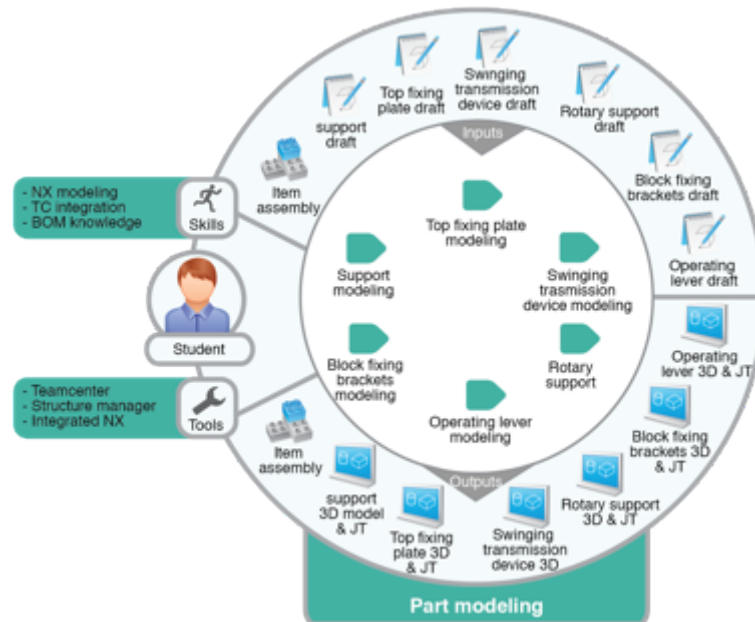 Swinging
transmission
device draft
Top fixing
plate draft
Rotary support
draft
support
draft
Inputs
Block fixing
brackets draft
Item
assembly
- NX modeling
- TC integration
- BOM knowledge
Skills
Top fixing plate
modeling
Operating
lever draft
Support
modeling
Swinging
trasmission
device modeling
Student
Block fixing
brackets modeling
Rotary
support
Operating
lever 3D & JT
- Teamcenter
- Structure manager
- Integrated NX
Tools
Operating lever
modeling
Block fixing
brackets 3D
& JT
Item
assembly
Outputs
support
3D model
& JT
Rotary support
3D & JT
Top fixing
plate 3D
& JT
Swinging
transmission
device 3D
Part modeling